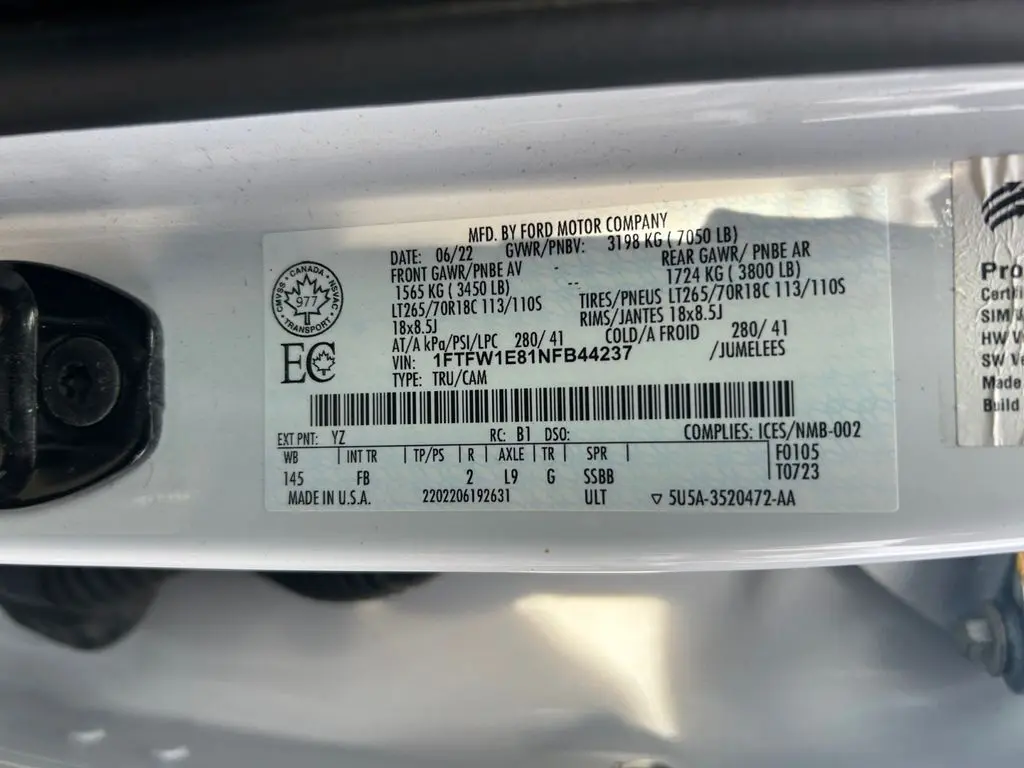 MFD. BY FORD MOTOR COMPANY
DATE: 06/22 GVWR/PNBV: 3198 KG ( 7050 LB)
FRONT GAWR/PNBE AV -- REAR GAWR/ PNBE AR
1565 KG ( 3450 LB) -- 1724 KG ( 3800 LB)
LT265/70R18C 113/110S TIRES/PNEUS LT265/70R18C 113/110S
18x8.5J RIMS/JANTES 18x8.5J
AT/A kPa/PSI/LPC 280/ 41 COLD/A FROID 280/ 41
VIN: 1FTFW1E81NFB44237 /JUMELEES
TYPE: TRU/CAM
CANADA
CMVSS NSVAC
977
TRANSPORT
EC
EXT PNT: YZ RC: B1 DSO: COMPLIES: ICES/NMB-002
WB | INT TR | TP/PS | R | AXLE | TR | SPR | F0105
145 FB 2 L9 G SSBB T0723
MADE IN U.S.A. 2202206192631 ULT ▽ 5U5A-3520472-AA
Pro
Certifi
SIM
HW V
SW Ve
Made
Build